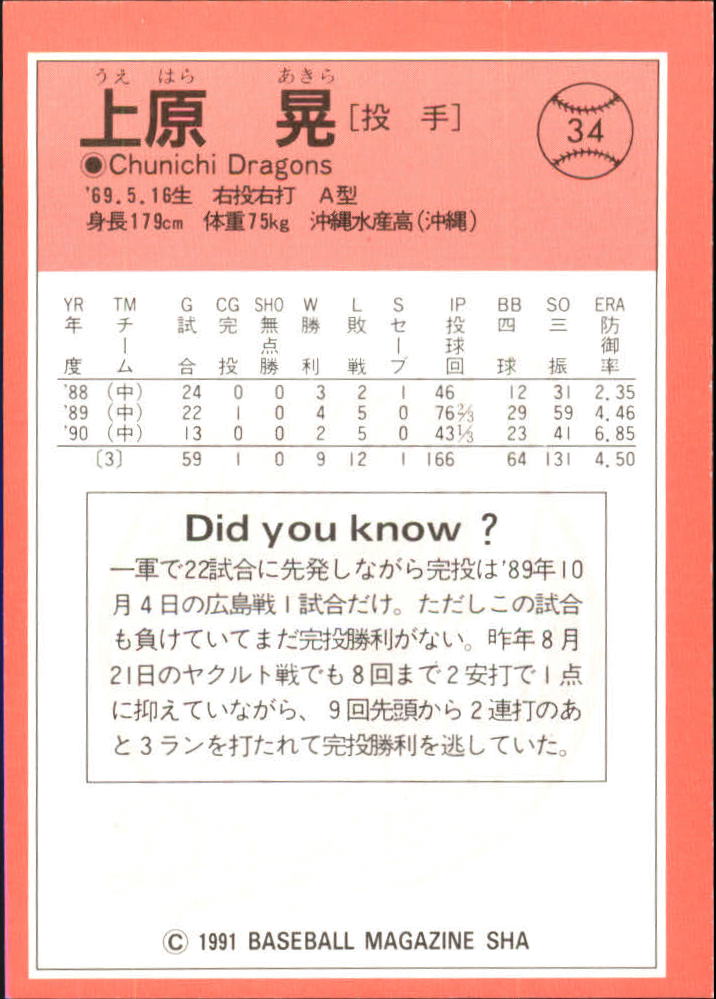 うえ はら あきら
上原 晃 [投 手]
34
●Chunichi Dragons
'69.5.16生 右投右打 A型
身長179cm 体重75kg 沖縄水産高(沖縄)
YR TM G CG SHO W L S IP BB SO ERA
年度 チーム 試合 完投 無点勝 勝利 敗戦 セーブ 投球回 四球 三振 防御率
'88 (中) 24 0 0 3 2 1 46 12 31 2.35
'89 (中) 22 1 0 4 5 0 76⅔ 29 59 4.46
'90 (中) 13 0 0 2 5 0 43⅓ 23 41 6.85
〔3〕 59 1 0 9 12 1 166 64 131 4.50
Did you know ?
一軍で22試合に先発しながら完投は'89年10
月4日の広島戦1試合だけ。ただしこの試合
も負けていてまだ完投勝利がない。昨年8月
21日のヤクルト戦でも8回まで2安打で1点
に抑えていながら、9回先頭から2連打のあ
と3ランを打たれて完投勝利を逃していた。
© 1991 BASEBALL MAGAZINE SHA